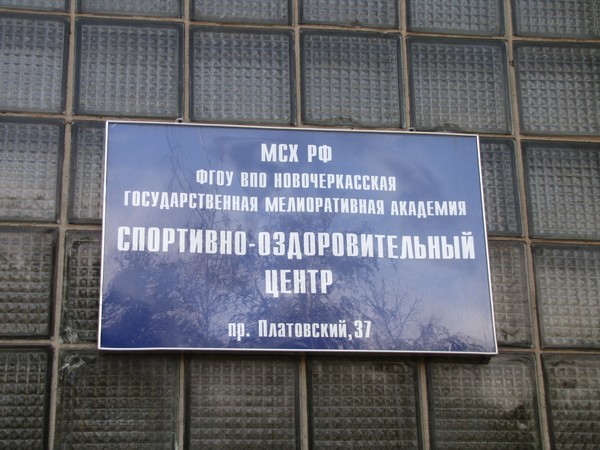 МСХ РФ
ФГОУ ВПО НОВОЧЕРКАССКАЯ
ГОСУДАРСТВЕННАЯ МЕЛИОРАТИВНАЯ АКАДЕМИЯ
СПОРТИВНО-ОЗДОРОВИТЕЛЬНЫЙ
ЦЕНТР
пр. Платовский, 37